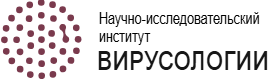 Научно-исследовательский
институт
ВИРУСОЛОГИИ